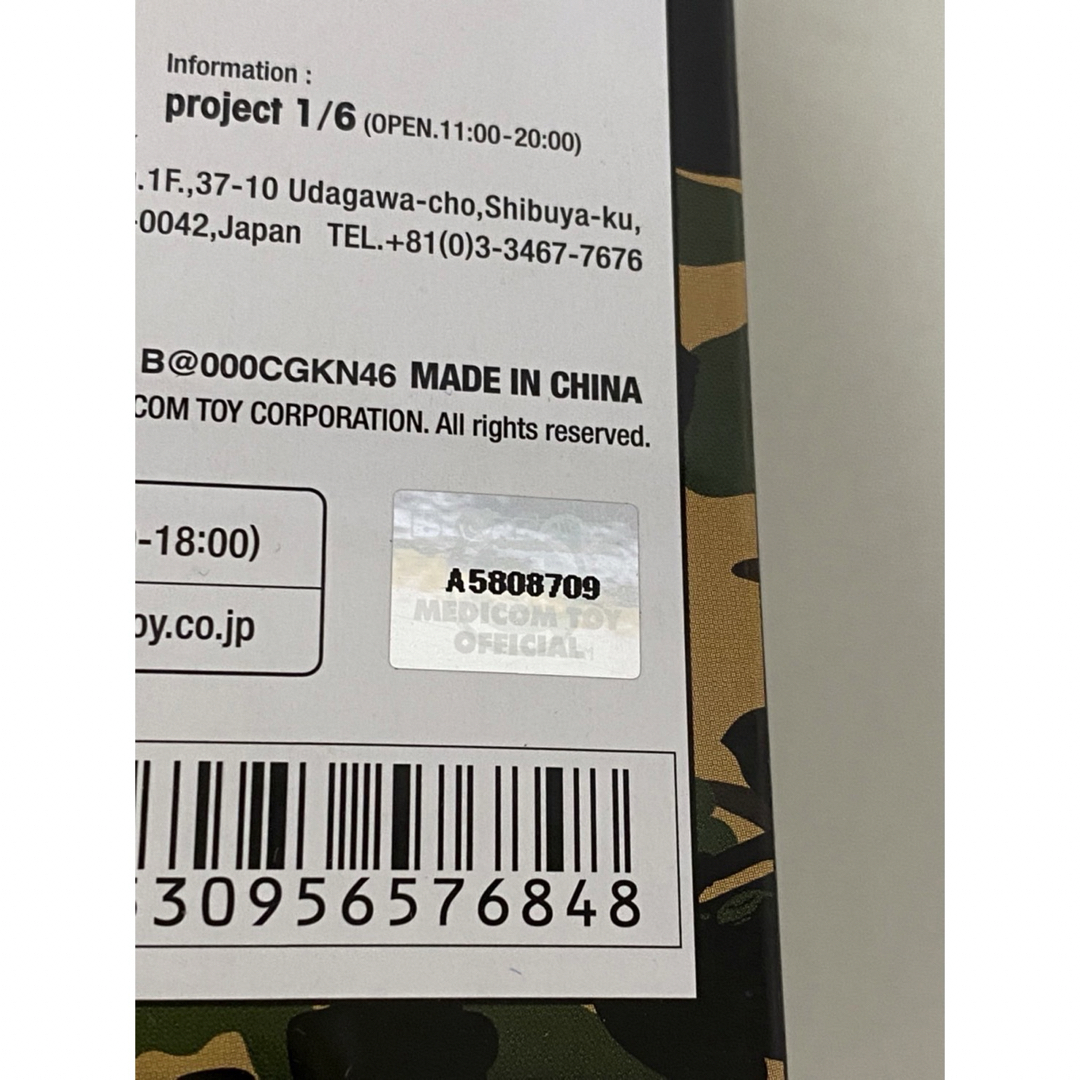 Information :
project 1/6 (OPEN.11:00-20:00)
.1F.,37-10 Udagawa-cho,Shibuya-ku,
-0042,Japan TEL.+81(0)3-3467-7676
B@000CGKN46 MADE IN CHINA
COM TOY CORPORATION. All rights reserved.
-18:00)
oy.co.jp
A5808709
MEDICOM TOY
OFFICIAL
30956576848